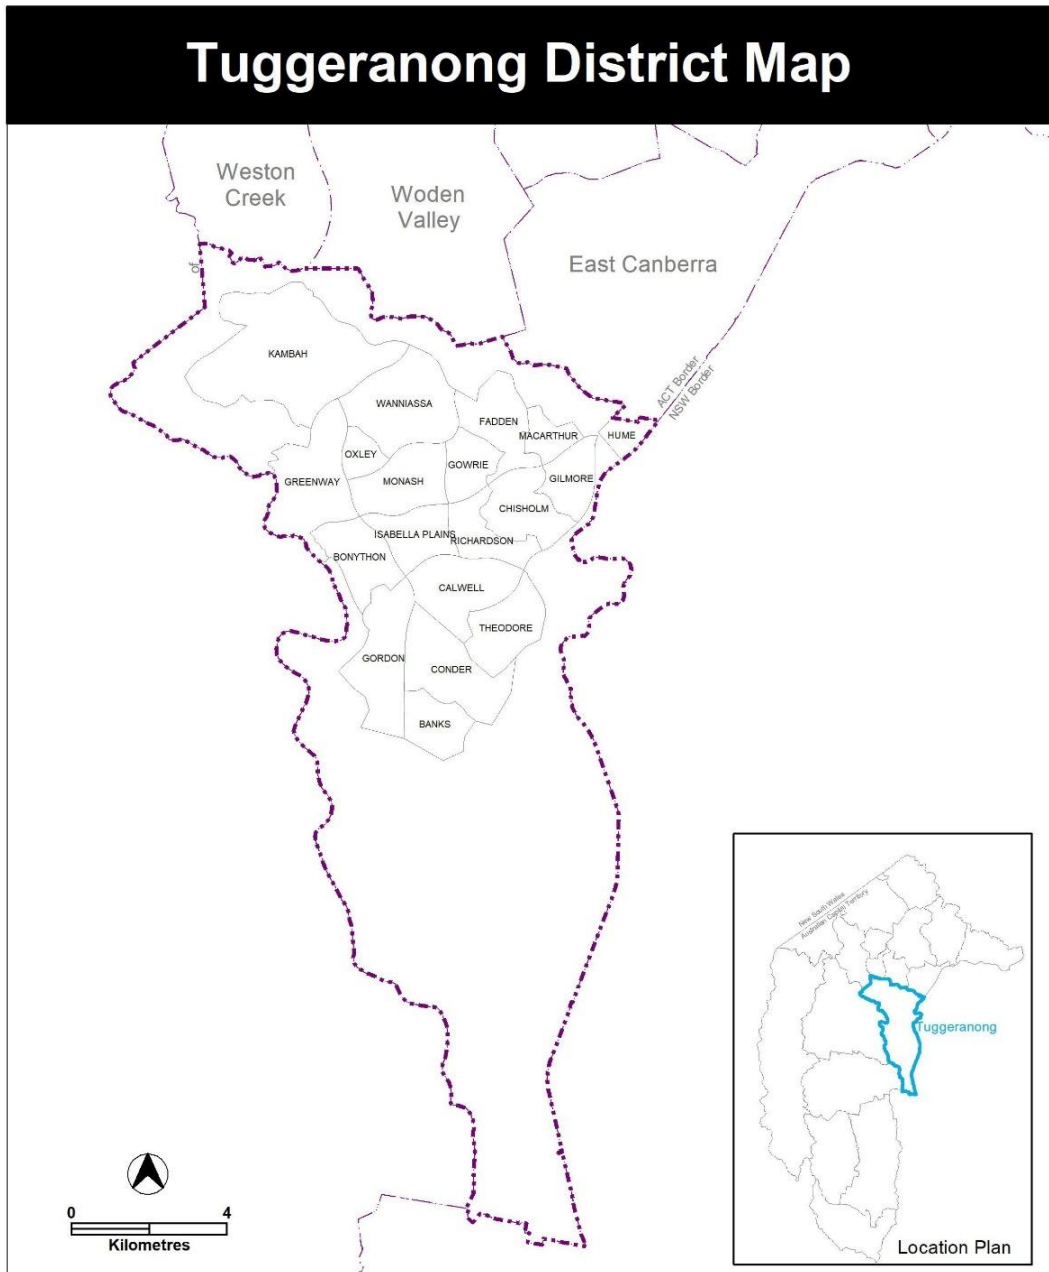 Tuggeranong District Map
Weston
Creek
Woden
Valley
of
East Canberra
ACT Border
NSW Border
KAMBAH
WANNIASSA
FADDEN
MACARTHUR
HUME
OXLEY
GOWRIE
GREENWAY
MONASH
GILMORE
CHISHOLM
ISABELLA PLAINS
RICHARDSON
BONYTHON
CALWELL
THEODORE
GORDON
CONDER
BANKS
New South Wales
Australian Capital Territory
Tuggeranong
Location Plan
0 4
Kilometres